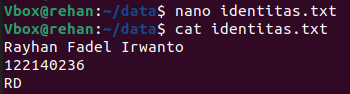 Vbox@rehan:~/data$ nano identitas.txt
Vbox@rehan:~/data$ cat identitas.txt
Rayhan Fadel Irwanto
122140236
RD